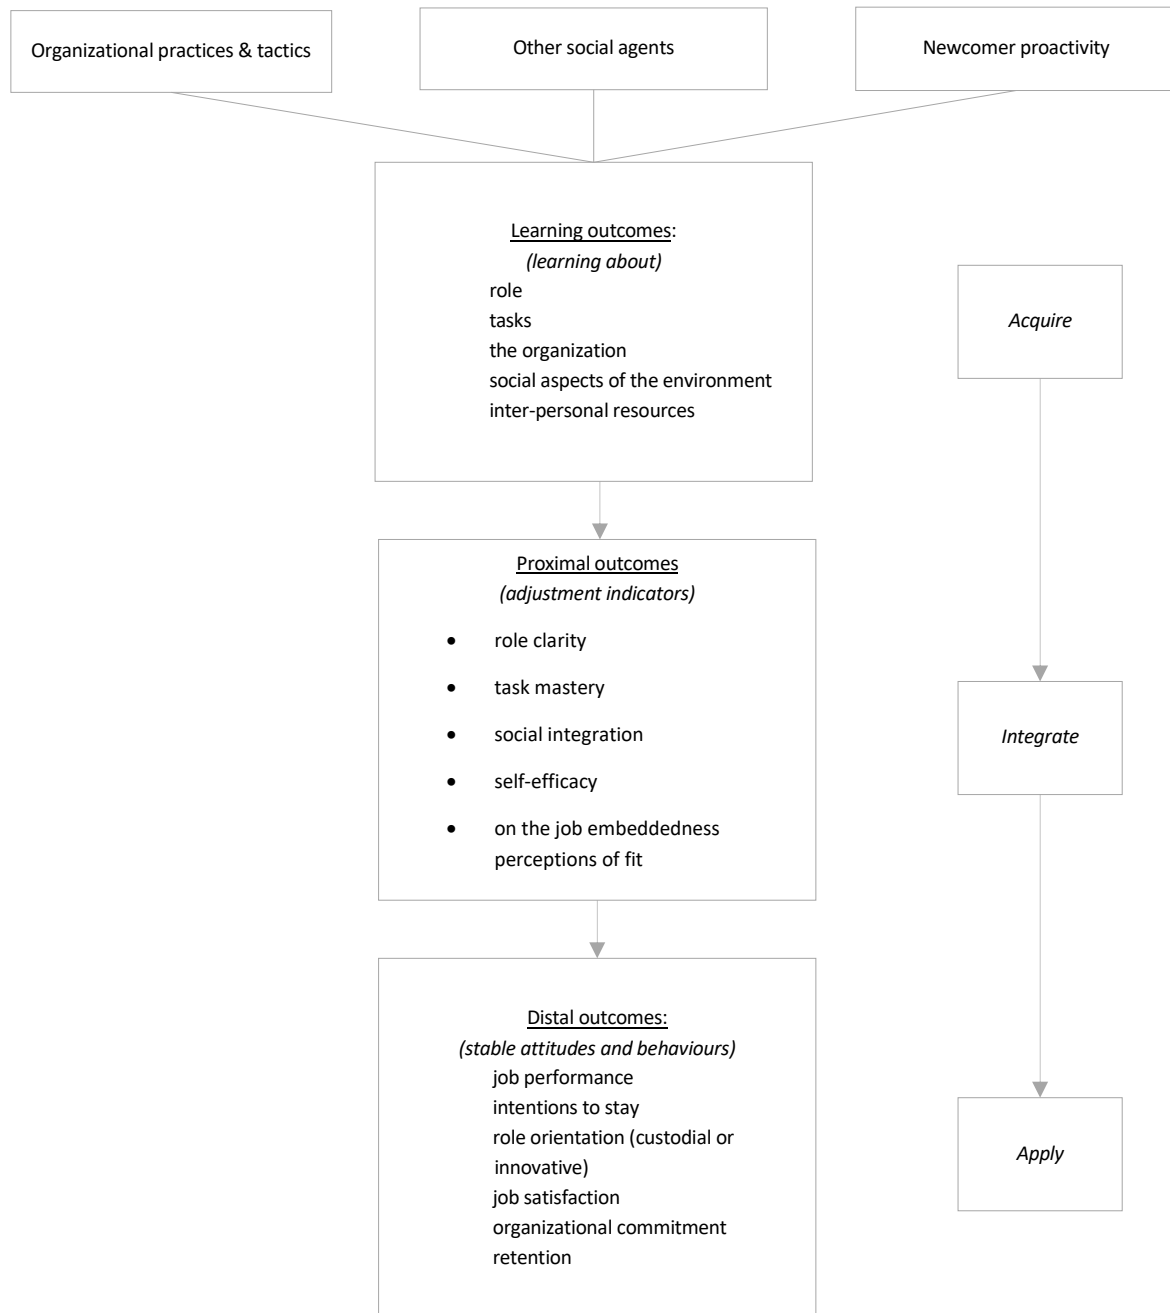 Organizational practices & tactics
Other social agents
Newcomer proactivity
Learning outcomes:
(learning about)
role
tasks
the organization
social aspects of the environment
inter-personal resources
Acquire
Proximal outcomes
(adjustment indicators)
• role clarity
• task mastery
• social integration
• self-efficacy
• on the job embeddedness
perceptions of fit
Integrate
Distal outcomes:
(stable attitudes and behaviours)
job performance
intentions to stay
role orientation (custodial or
innovative)
job satisfaction
organizational commitment
retention
Apply